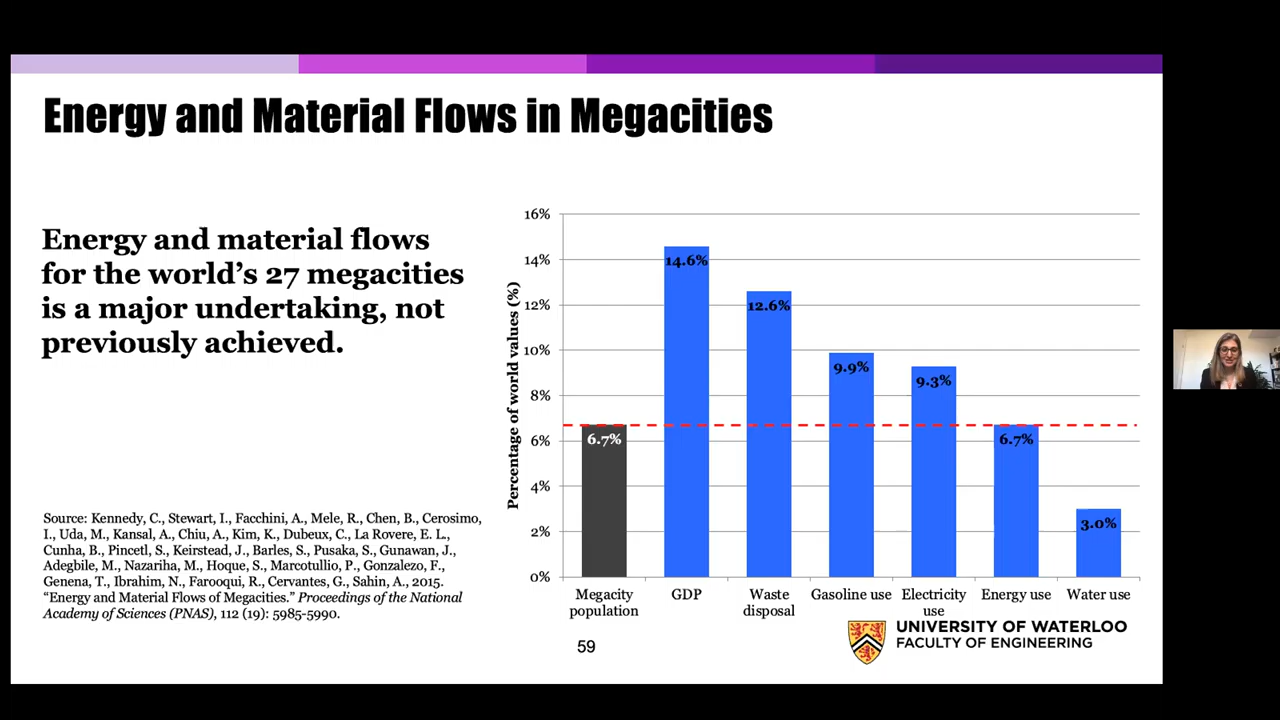 Energy and Material Flows in Megacities
Energy and material flows
for the world's 27 megacities
is a major undertaking, not
previously achieved.
Source: Kennedy, C., Stewart, I., Facchini, A., Mele, R., Chen, B., Cerosimo,
I., Uda, M., Kansal, A., Chiu, A., Kim, K., Dubeux, C., La Rovere, E. L.,
Cunha, B., Pincetl, S., Keirstead, J., Barles, S., Pusaka, S., Gunawan, J.,
Adegbile, M., Nazariha, M., Hoque, S., Marcotullio, P., Gonzalezo, F.,
Genena, T., Ibrahim, N., Farooqui, R., Cervantes, G., Sahin, A., 2015.
"Energy and Material Flows of Megacities." Proceedings of the National
Academy of Sciences (PNAS), 112 (19): 5985-5990.
Percentage of world values (%)
16%
14%
12%
10%
8%
6%
4%
2%
0%
6.7%
14.6%
12.6%
9.9%
9.3%
6.7%
3.0%
Megacity
population
GDP
Waste
disposal
Gasoline use
Electricity
use
Energy use
Water use
59
UNIVERSITY OF WATERLOO
FACULTY OF ENGINEERING